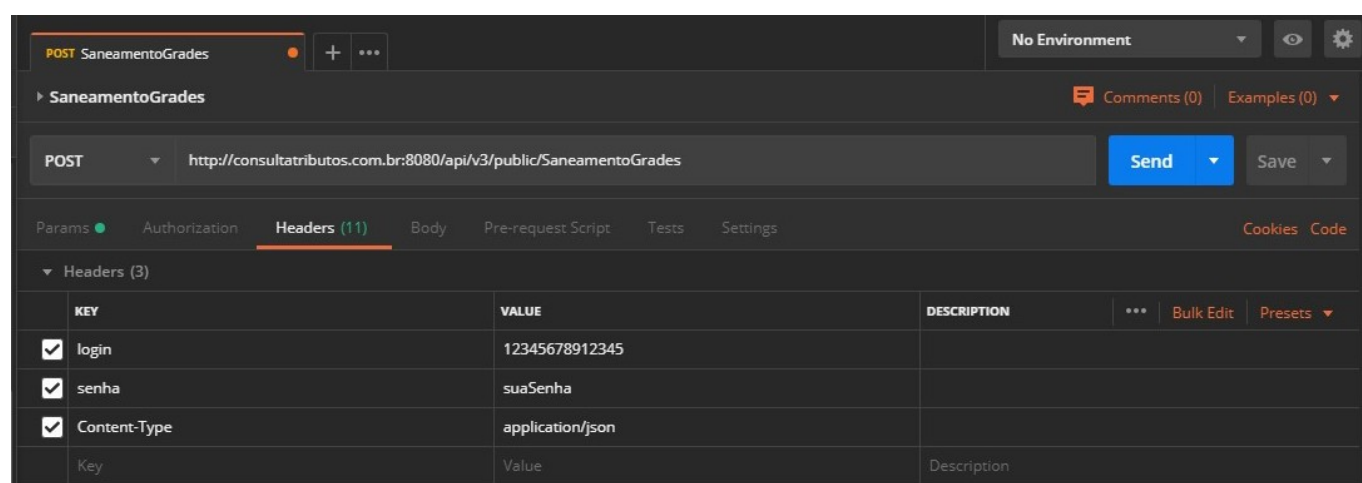 POST SaneamentoGrades
No Environment
SaneamentoGrades
Comments (0) Examples (0)
POST http://consultatributos.com.br:8080/api/v3/public/SaneamentoGrades Send Save
Params Authorization Headers (11) Body Pre-request Script Tests Settings Cookies Code
Headers (3)
KEY VALUE DESCRIPTION ••• Bulk Edit Presets
login 12345678912345
senha suaSenha
Content-Type application/json
Key Value Description